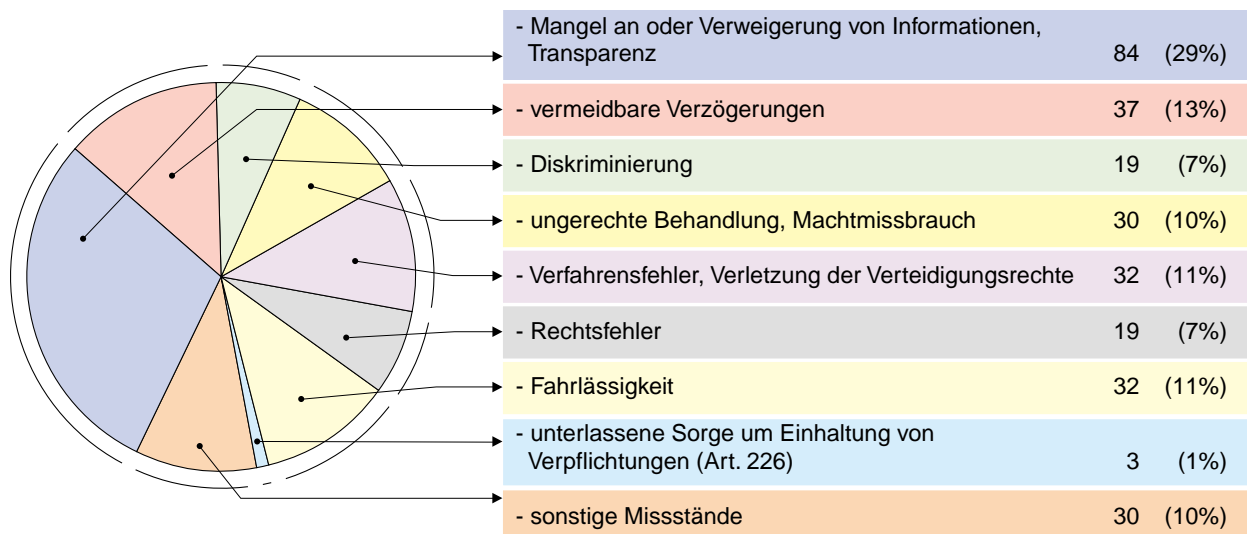 - Mangel an oder Verweigerung von Informationen,
Transparenz 84 (29%)
- vermeidbare Verzögerungen 37 (13%)
- Diskriminierung 19 (7%)
- ungerechte Behandlung, Machtmissbrauch 30 (10%)
- Verfahrensfehler, Verletzung der Verteidigungsrechte 32 (11%)
- Rechtsfehler 19 (7%)
- Fahrlässigkeit 32 (11%)
- unterlassene Sorge um Einhaltung von
Verpflichtungen (Art. 226) 3 (1%)
- sonstige Missstände 30 (10%)